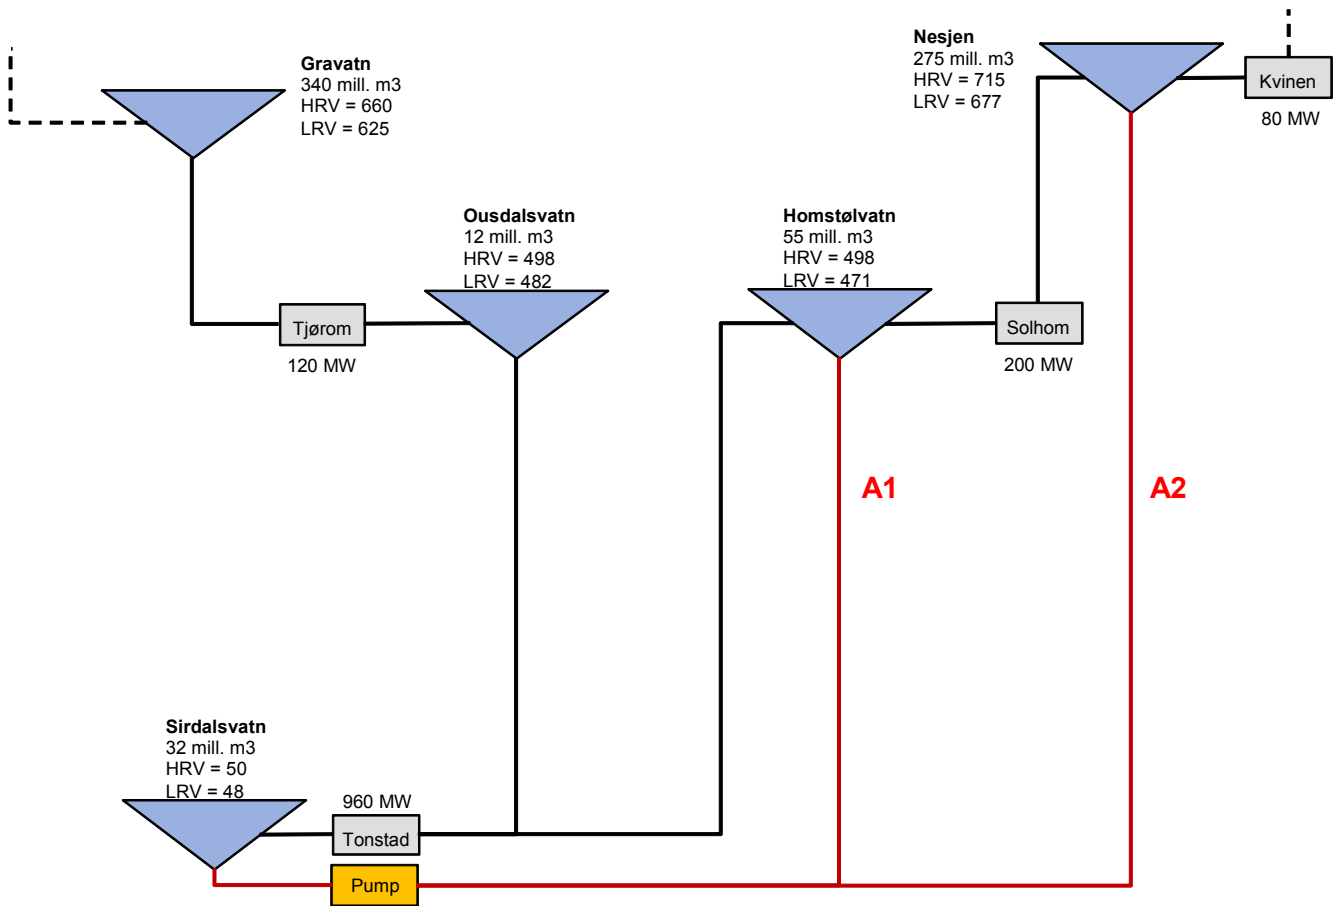 Nesjen
275 mill. m3
HRV = 715
LRV = 677
Kvinen
80 MW
Gravatn
340 mill. m3
HRV = 660
LRV = 625
Ousdalsvatn
12 mill. m3
HRV = 498
LRV = 482
Homstølvatn
55 mill. m3
HRV = 498
LRV = 471
Tjørom
120 MW
Solhom
200 MW
A1
A2
Sirdalsvatn
32 mill. m3
HRV = 50
LRV = 48
960 MW
Tonstad
Pump